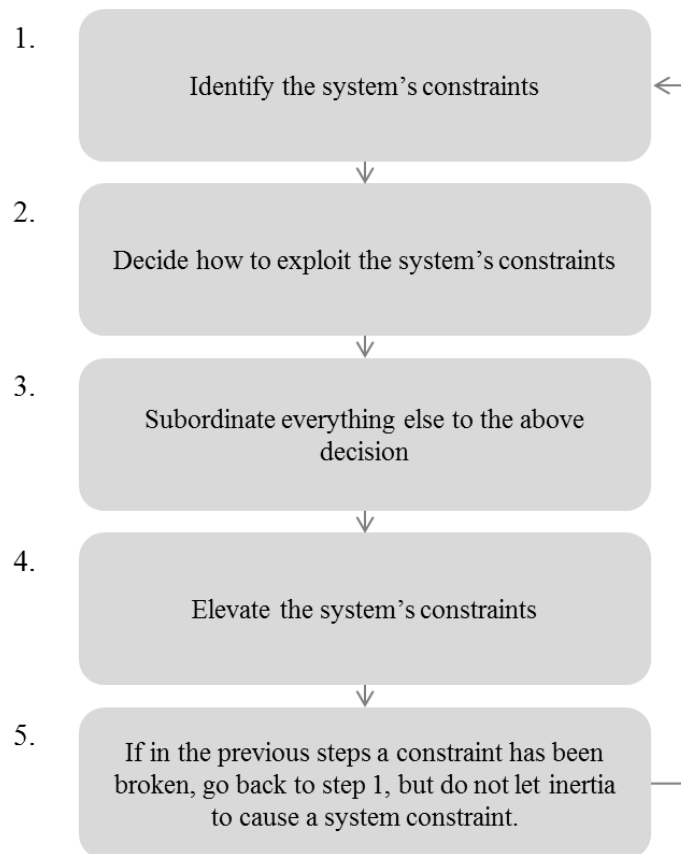 1.
Identify the system's constraints
2.
Decide how to exploit the system's constraints
3.
Subordinate everything else to the above
decision
4.
Elevate the system's constraints
5.
If in the previous steps a constraint has been
broken, go back to step 1, but do not let inertia
to cause a system constraint.